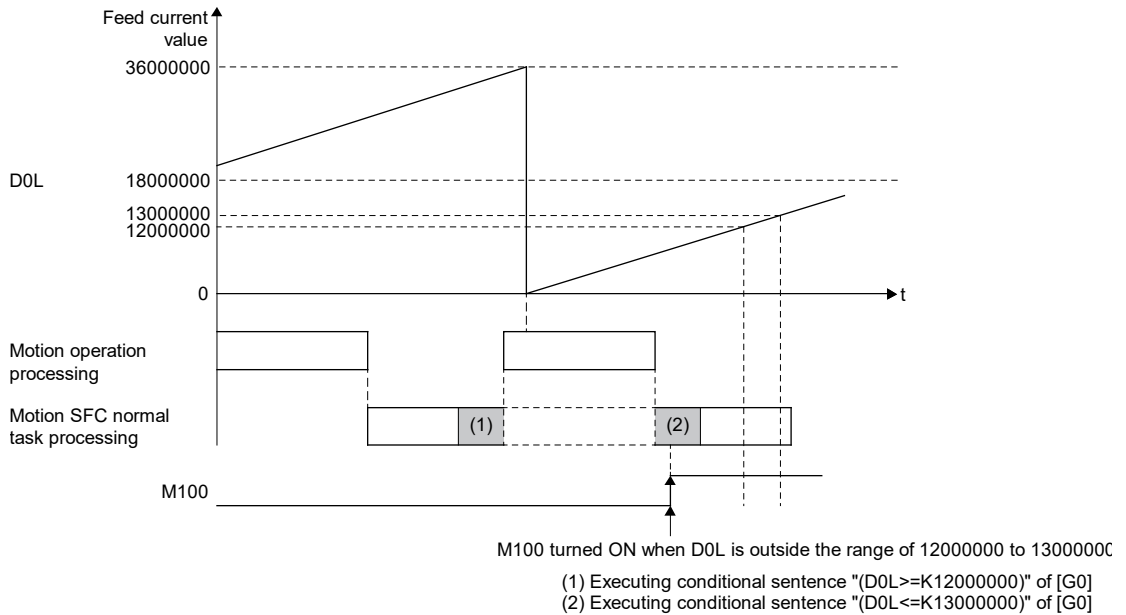 Feed current
value
36000000
D0L
18000000
13000000
12000000
0
t
Motion operation
processing
Motion SFC normal
task processing
(1)
(2)
M100
M100 turned ON when D0L is outside the range of 12000000 to 13000000
(1) Executing conditional sentence "(D0L>=K12000000)" of [G0]
(2) Executing conditional sentence "(D0L<=K13000000)" of [G0]